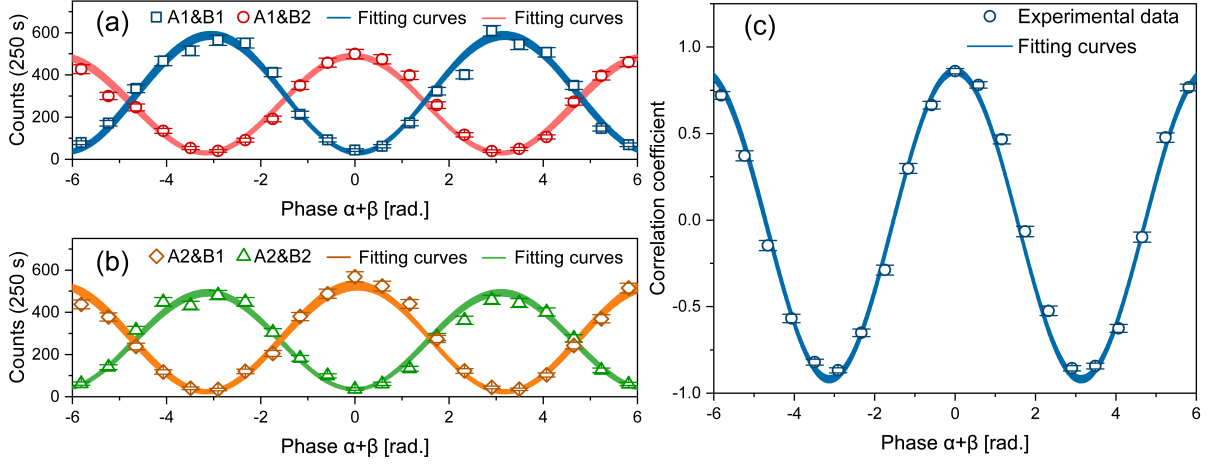 (a) A1&B1 A1&B2 Fitting curves Fitting curves
Counts (250 s)
600
400
200
0
-6 -4 -2 0 2 4 6
Phase α+β [rad.]
(b) A2&B1 A2&B2 Fitting curves Fitting curves
Counts (250 s)
600
400
200
0
-6 -4 -2 0 2 4 6
Phase α+β [rad.]
(c) Experimental data
Fitting curves
Correlation coefficient
1.0
0.5
0.0
-0.5
-1.0
-6 -4 -2 0 2 4 6
Phase α+β [rad.]